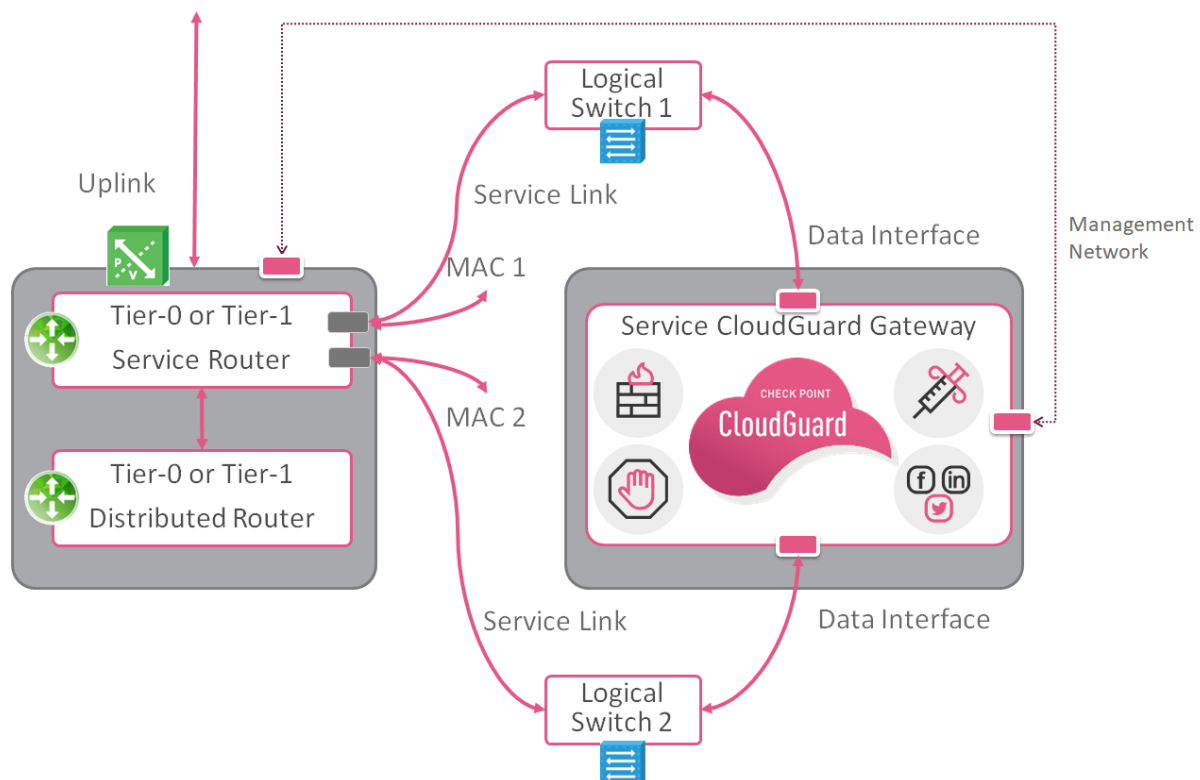 Logical
Switch 1
Uplink
Service Link
Management
Network
Data Interface
MAC 1
P
V
Tier-0 or Tier-1
Service Router
Service CloudGuard Gateway
CHECK POINT
CloudGuard
MAC 2
Tier-0 or Tier-1
Distributed Router
f
in
Service Link
Data Interface
Logical
Switch 2